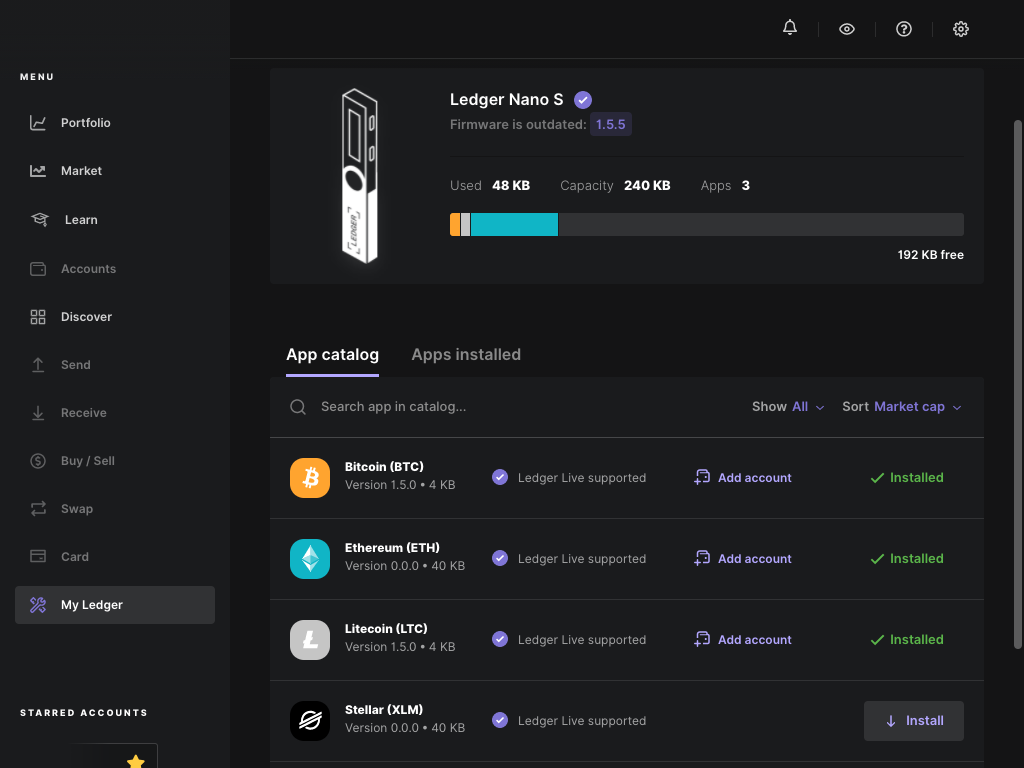 MENU
Portfolio
Market
Learn
Accounts
Discover
Send
Receive
Buy / Sell
Swap
Card
My Ledger
STARRED ACCOUNTS
LEDGER
Ledger Nano S
Firmware is outdated: 1.5.5
Used 48 KB Capacity 240 KB Apps 3
192 KB free
App catalog Apps installed
Search app in catalog... Show All Sort Market cap
Bitcoin (BTC)
Version 1.5.0 • 4 KB
Ledger Live supported Add account Installed
Ethereum (ETH)
Version 0.0.0 • 40 KB
Ledger Live supported Add account Installed
Litecoin (LTC)
Version 1.5.0 • 4 KB
Ledger Live supported Add account Installed
Stellar (XLM)
Version 0.0.0 • 40 KB
Ledger Live supported Install